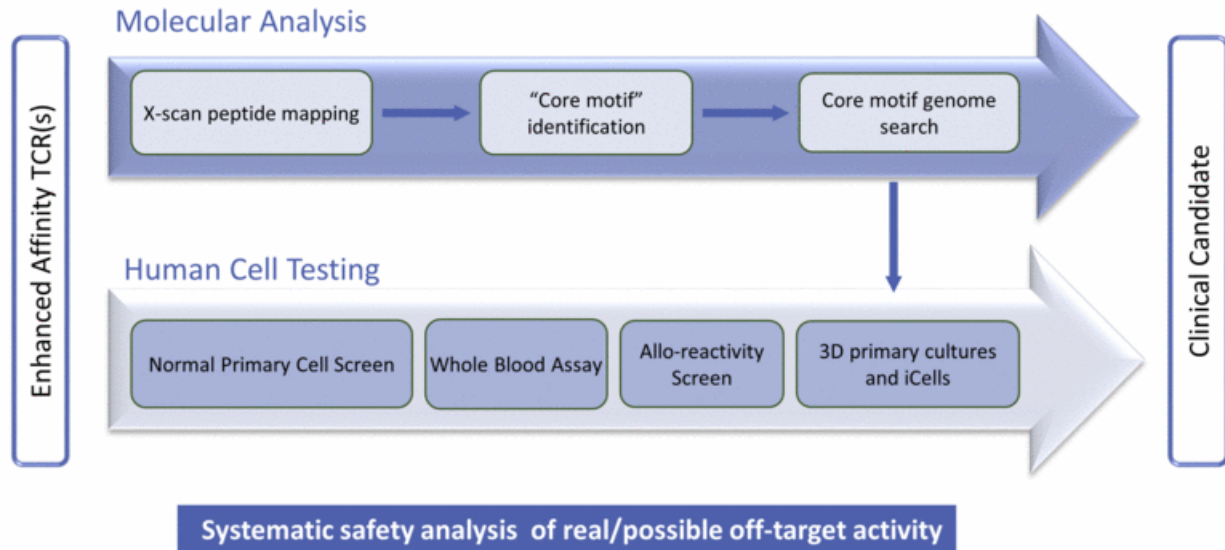 Molecular Analysis
Enhanced Affinity TCR(s)
X-scan peptide mapping
“Core motif”
identification
Core motif genome
search
Clinical Candidate
Human Cell Testing
Normal Primary Cell Screen
Whole Blood Assay
Allo-reactivity
Screen
3D primary cultures
and iCells
Systematic safety analysis of real/possible off-target activity